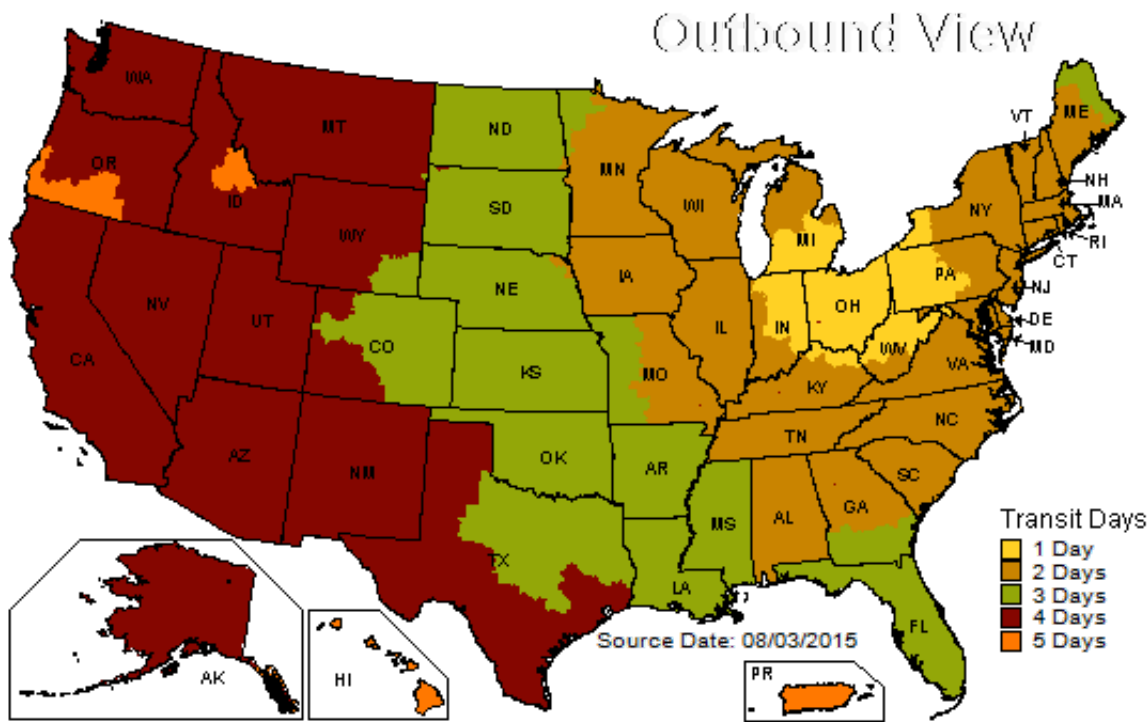 Outbound View
WA
MT
ND
VT
ME
OR
MN
NH
ID
SD
WI
NY
MA
WY
MI
RI
CT
IA
PA
NE
NJ
NV
UT
IL
IN
OH
DE
CO
WV
MD
CA
KS
MO
VA
KY
NC
TN
AZ
OK
AR
SC
NM
MS
AL
GA
TX
LA
FL
Transit Days
1 Day
2 Days
3 Days
4 Days
5 Days
Source Date: 08/03/2015
AK
HI
PR